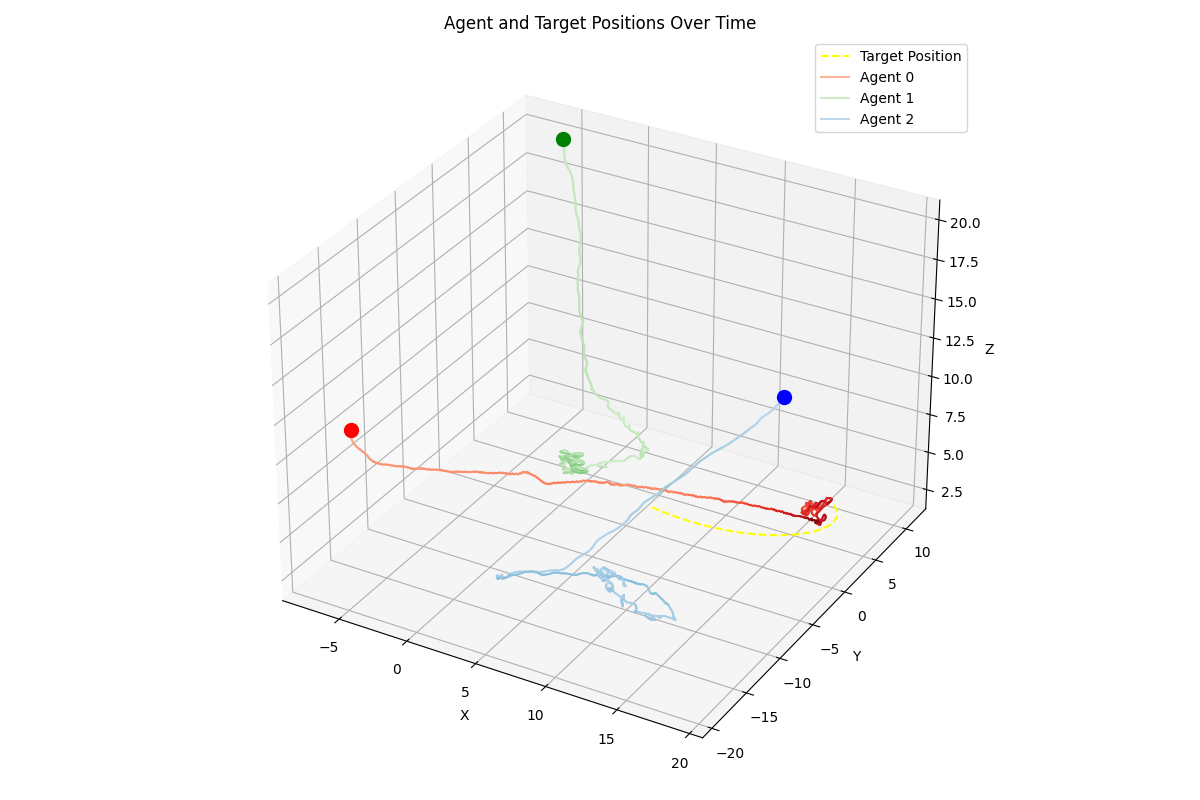 Agent and Target Positions Over Time
Target Position
Agent 0
Agent 1
Agent 2
20.0
17.5
15.0
12.5
10.0
7.5
5.0
2.5
Z
10
5
0
−5
−10
−15
−20
Y
−5
0
5
10
15
20
X